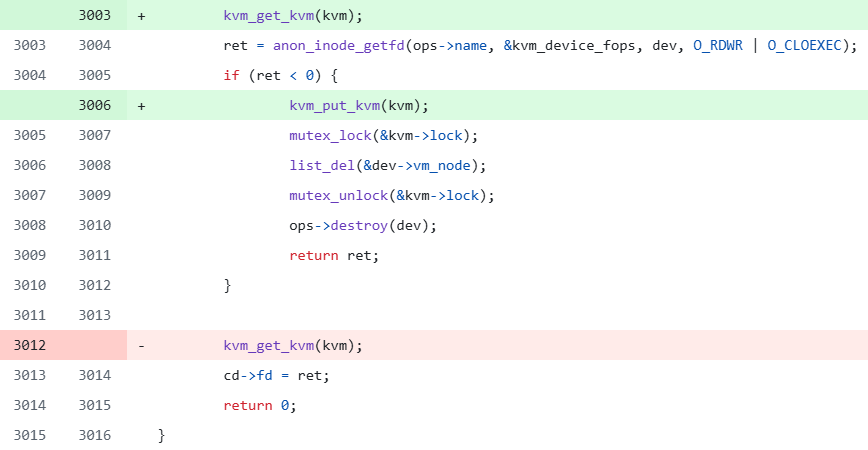 3003 + kvm_get_kvm(kvm);
3003 3004 ret = anon_inode_getfd(ops->name, &kvm_device_fops, dev, O_RDWR | O_CLOEXEC);
3004 3005 if (ret < 0) {
3006 + kvm_put_kvm(kvm);
3005 3007 mutex_lock(&kvm->lock);
3006 3008 list_del(&dev->vm_node);
3007 3009 mutex_unlock(&kvm->lock);
3008 3010 ops->destroy(dev);
3009 3011 return ret;
3010 3012 }
3011 3013
3012 - kvm_get_kvm(kvm);
3013 3014 cd->fd = ret;
3014 3015 return 0;
3015 3016 }